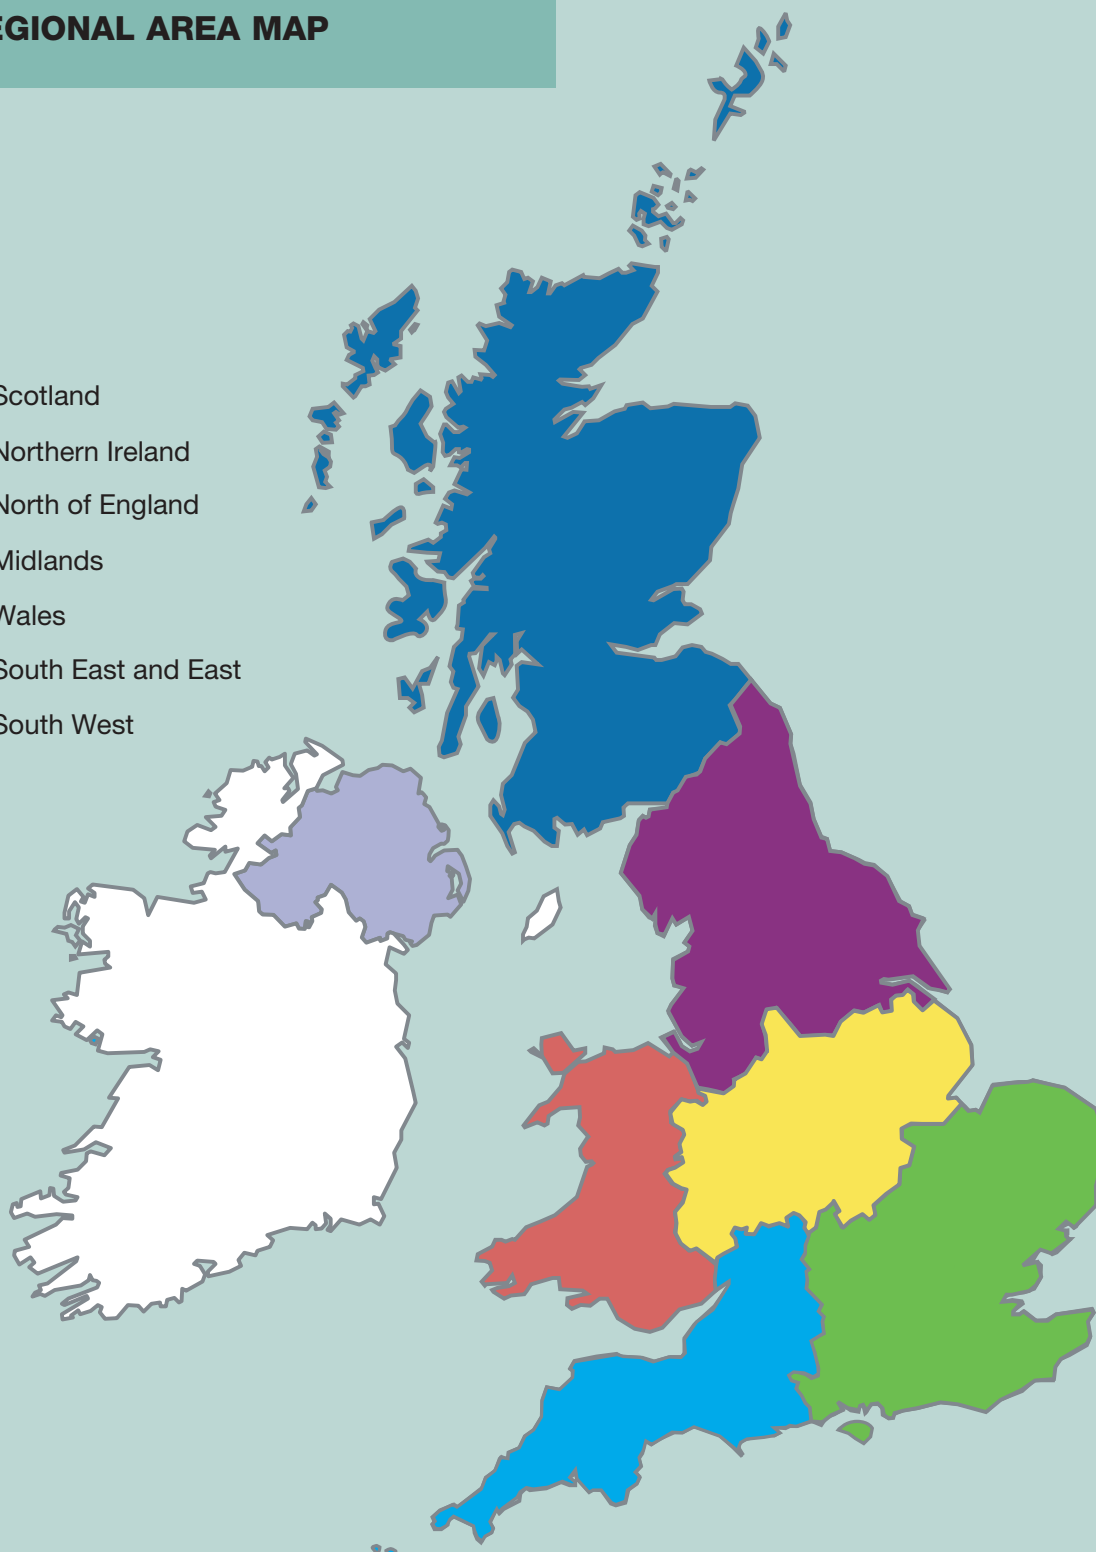 EGIONAL AREA MAP
Scotland
Northern Ireland
North of England
Midlands
Wales
South East and East
South West